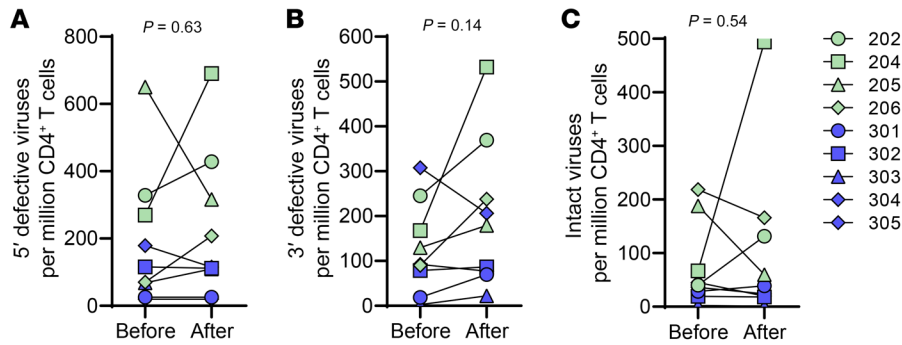 A
P = 0.63
5′ defective viruses
per million CD4⁺ T cells
800
600
400
200
0
Before After
B
P = 0.14
3′ defective viruses
per million CD4⁺ T cells
600
500
400
300
200
100
0
Before After
C
P = 0.54
Intact viruses
per million CD4⁺ T cells
500
400
200
100
0
Before After
202
204
205
206
301
302
303
304
305